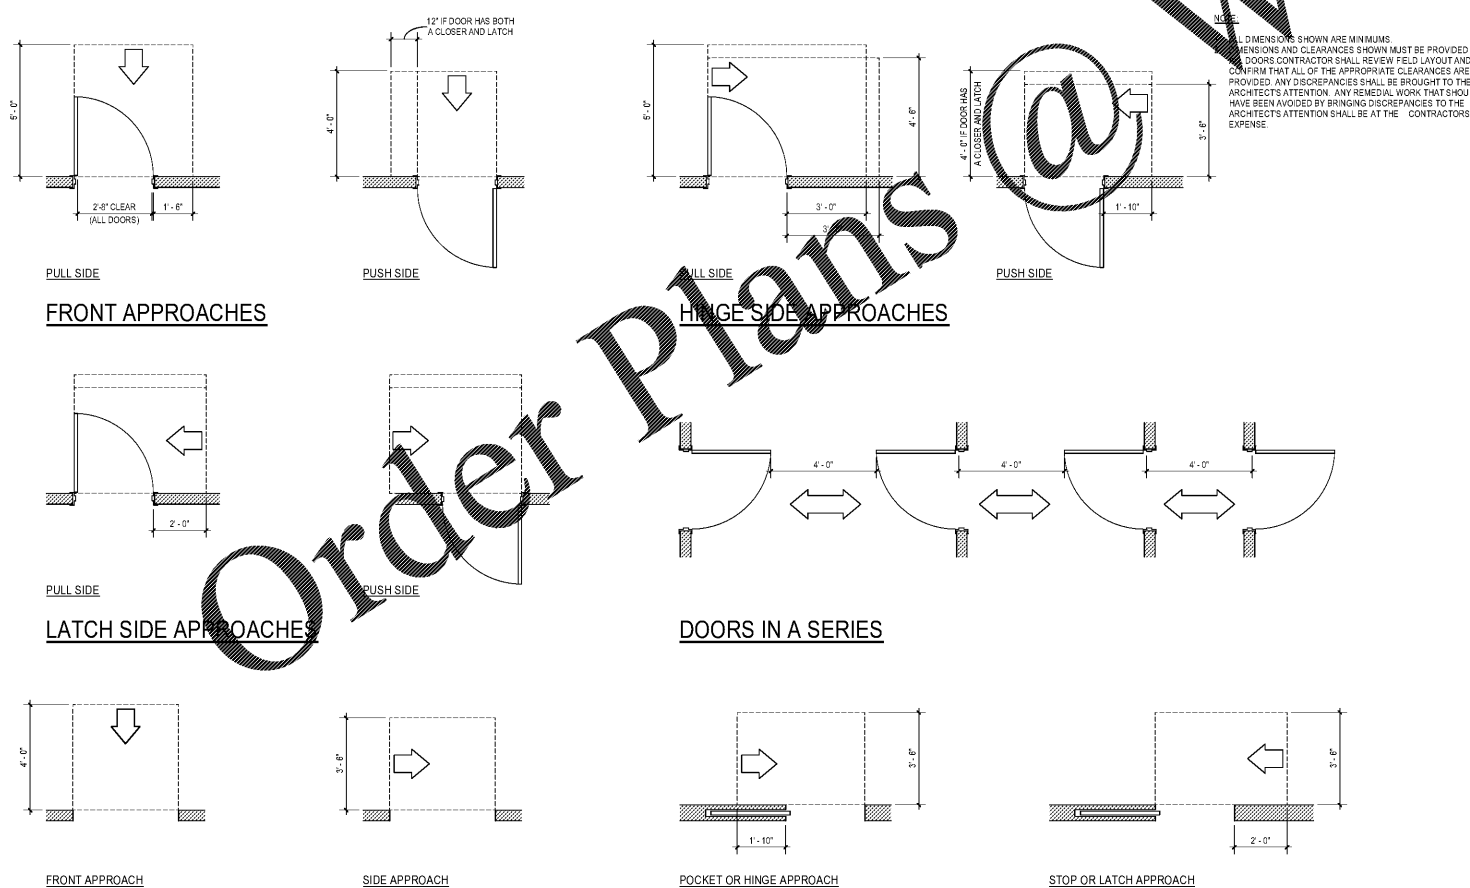 12" IF DOOR HAS BOTH
A CLOSER AND LATCH
5'- 0"
4'- 0"
2'-8" CLEAR
(ALL DOORS)
1'- 6"
PULL SIDE
PUSH SIDE
FRONT APPROACHES
5'- 0"
4'- 6"
3'- 0"
PULL SIDE
4'- 0" IF DOOR HAS
A CLOSER AND LATCH
3'- 6"
1'- 10"
PUSH SIDE
HINGE SIDE APPROACHES
NOTE:
ALL DIMENSIONS SHOWN ARE MINIMUMS.
DIMENSIONS AND CLEARANCES SHOWN MUST BE PROVIDED
DOORS.CONTRACTOR SHALL REVIEW FIELD LAYOUT AND
CONFIRM THAT ALL OF THE APPROPRIATE CLEARANCES ARE
PROVIDED. ANY DISCREPANCIES SHALL BE BROUGHT TO THE
ARCHITECT'S ATTENTION. ANY REMEDIAL WORK THAT SHOU
HAVE BEEN AVOIDED BY BRINGING DISCREPANCIES TO THE
ARCHITECT'S ATTENTION SHALL BE AT THE CONTRACTORS
EXPENSE.
Order Plans @ W
2'- 0"
PULL SIDE
PUSH SIDE
LATCH SIDE APPROACHES
4'- 0"
4'- 0"
4'- 0"
DOORS IN A SERIES
4'- 0"
FRONT APPROACH
3'- 6"
SIDE APPROACH
3'- 6"
1'- 10"
POCKET OR HINGE APPROACH
3'- 6"
2'- 0"
STOP OR LATCH APPROACH